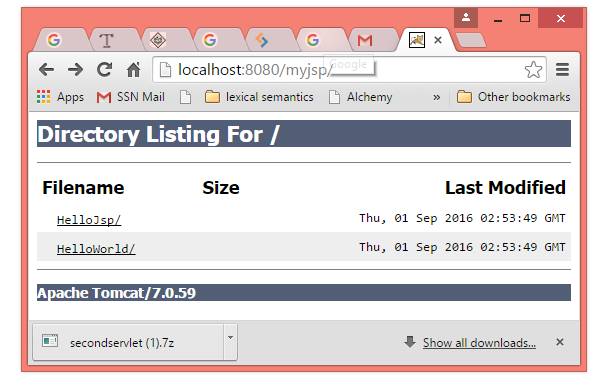 localhost:8080/myjsp/
Google
Apps SSN Mail lexical semantics Alchemy » Other bookmarks
Directory Listing For /
Filename Size Last Modified
HelloJsp/ Thu, 01 Sep 2016 02:53:49 GMT
HelloWorld/ Thu, 01 Sep 2016 02:53:49 GMT
Apache Tomcat/7.0.59
secondservlet (1).7z Show all downloads...